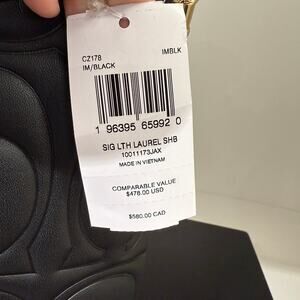 CZ178 IMBLK
IM/BLACK
1 96395 65992 0
SIG LTH LAUREL SHB
10011173JAX
MADE IN VIETNAM
COMPARABLE VALUE
$478.00 USD
$580.00 CAD